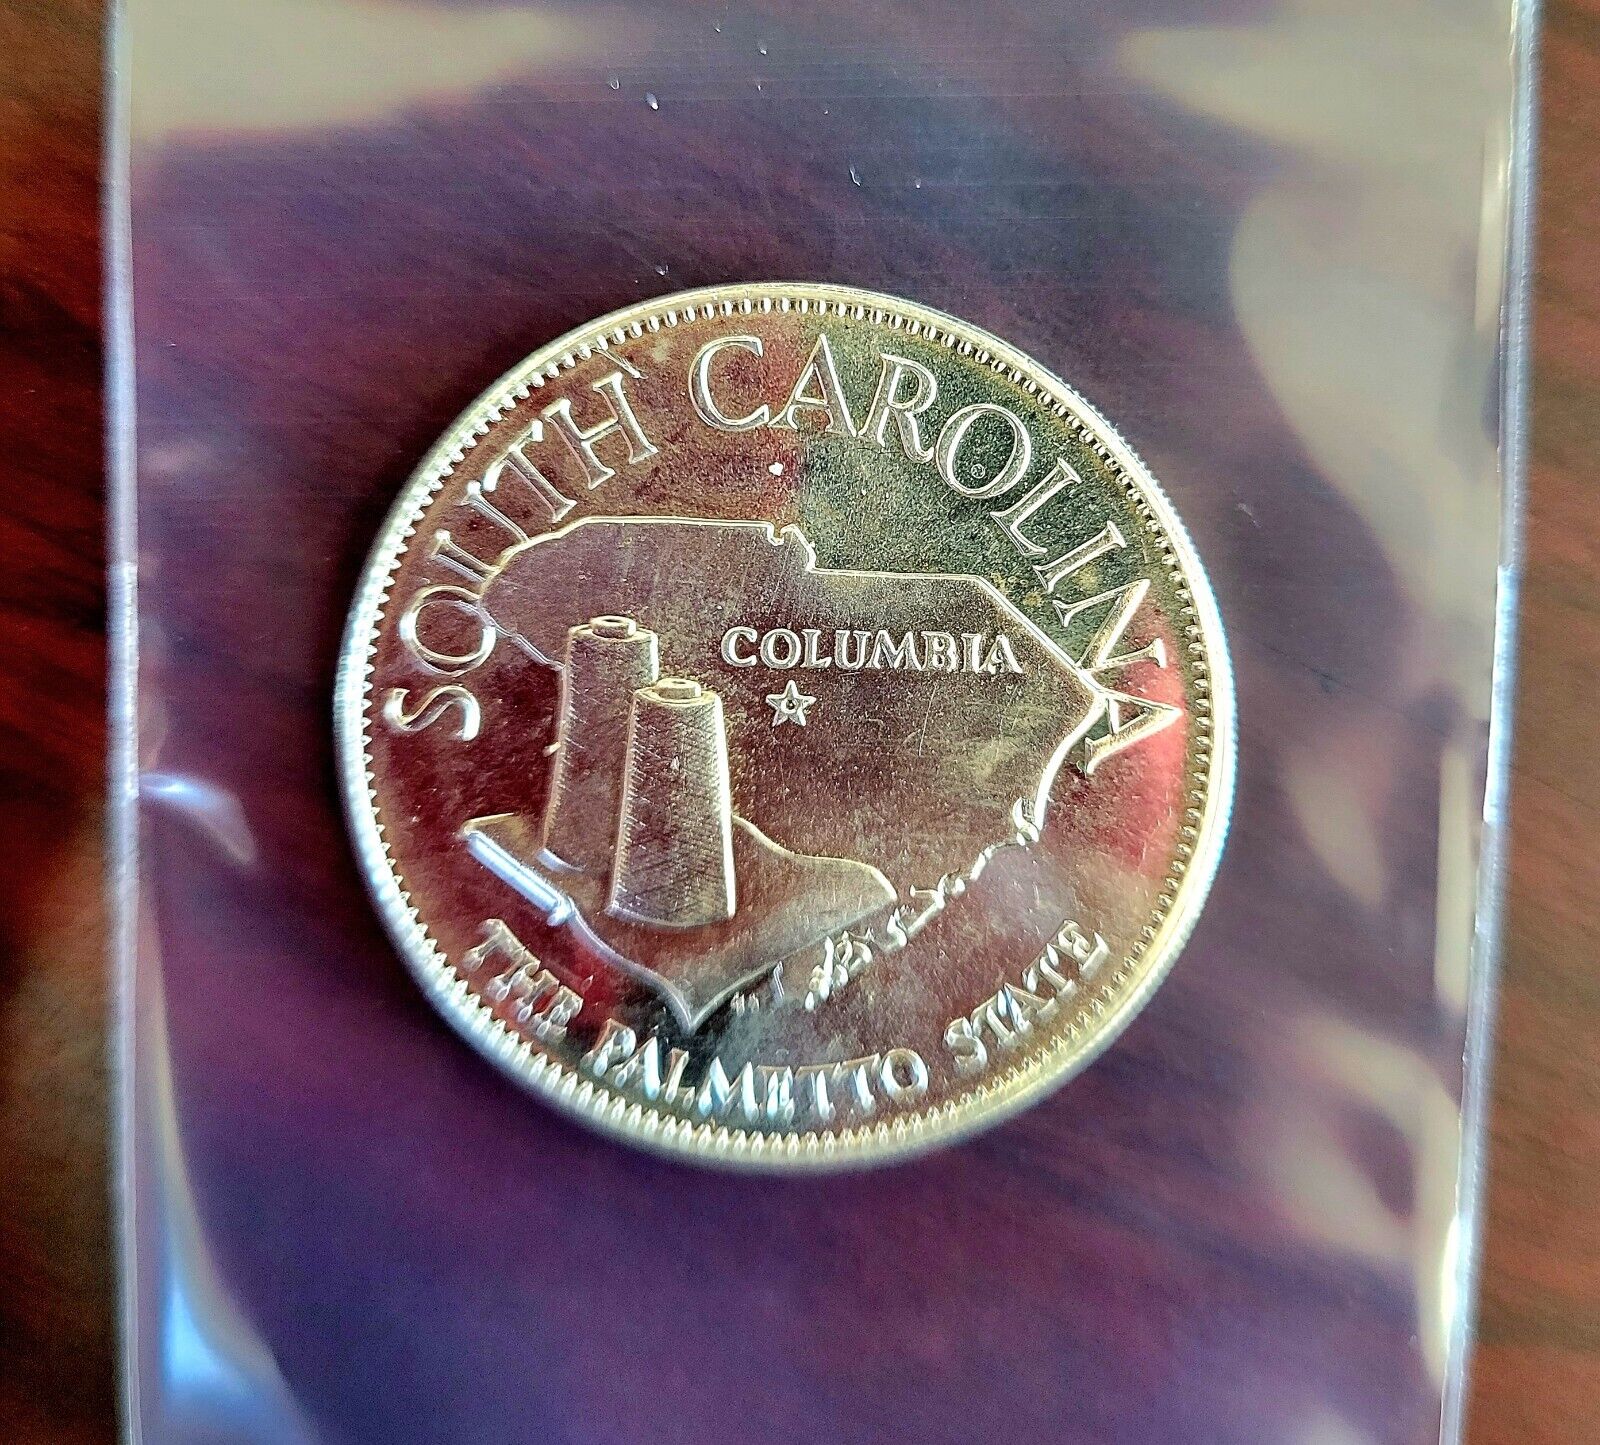 SOUTH CAROLINA
COLUMBIA
THE PALMETTO STATE